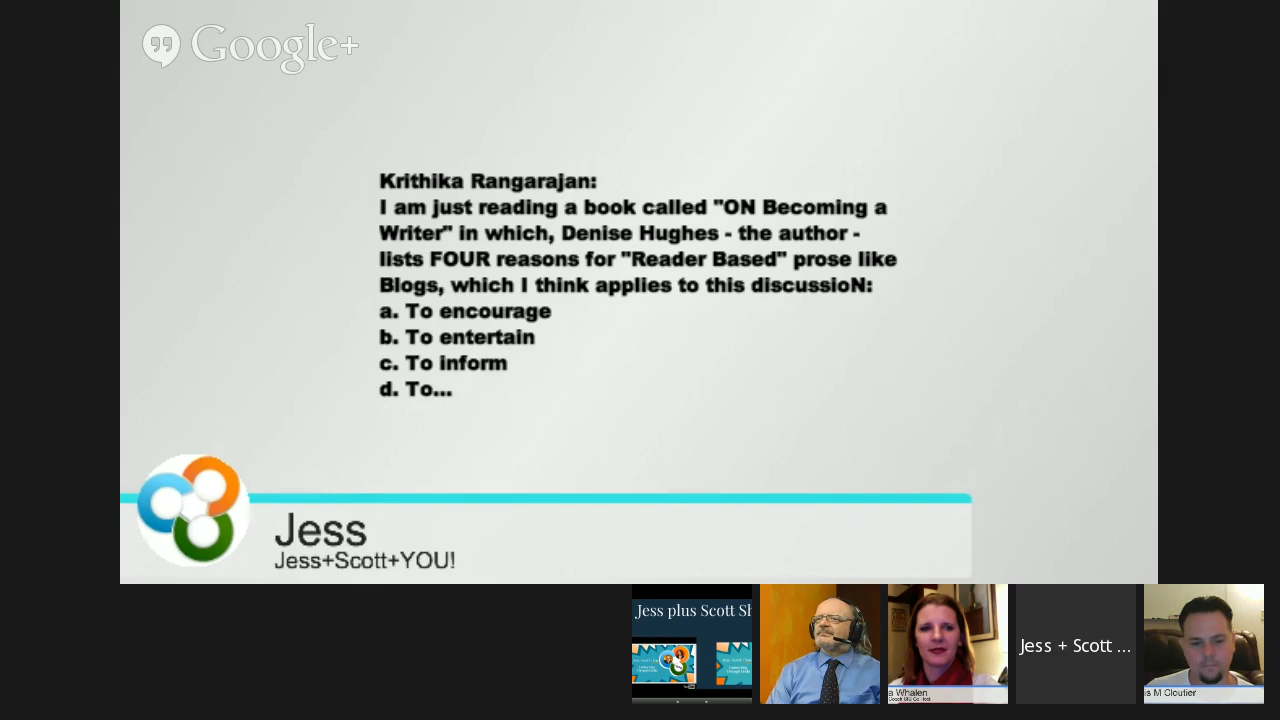 Google+
Krithika Rangarajan:
I am just reading a book called "ON Becoming a
Writer" in which, Denise Hughes - the author -
lists FOUR reasons for "Reader Based" prose like
Blogs, which I think applies to this discussioN:
a. To encourage
b. To entertain
c. To inform
d. To...
Jess
Jess+Scott+YOU!
Jess plus Scott Sh
a Whalen
Jess + Scott ...
is M Cloutier